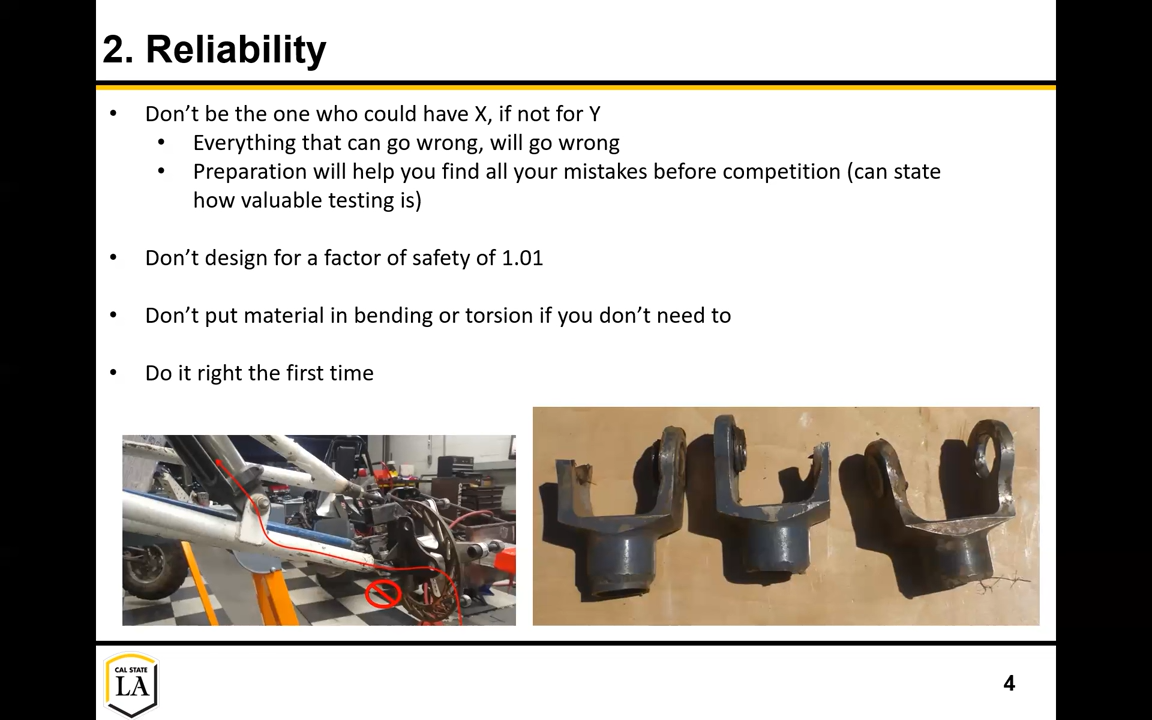 2. Reliability
• Don’t be the one who could have X, if not for Y
• Everything that can go wrong, will go wrong
• Preparation will help you find all your mistakes before competition (can state
how valuable testing is)
• Don’t design for a factor of safety of 1.01
• Don’t put material in bending or torsion if you don’t need to
• Do it right the first time
CAL STATE
LA
4